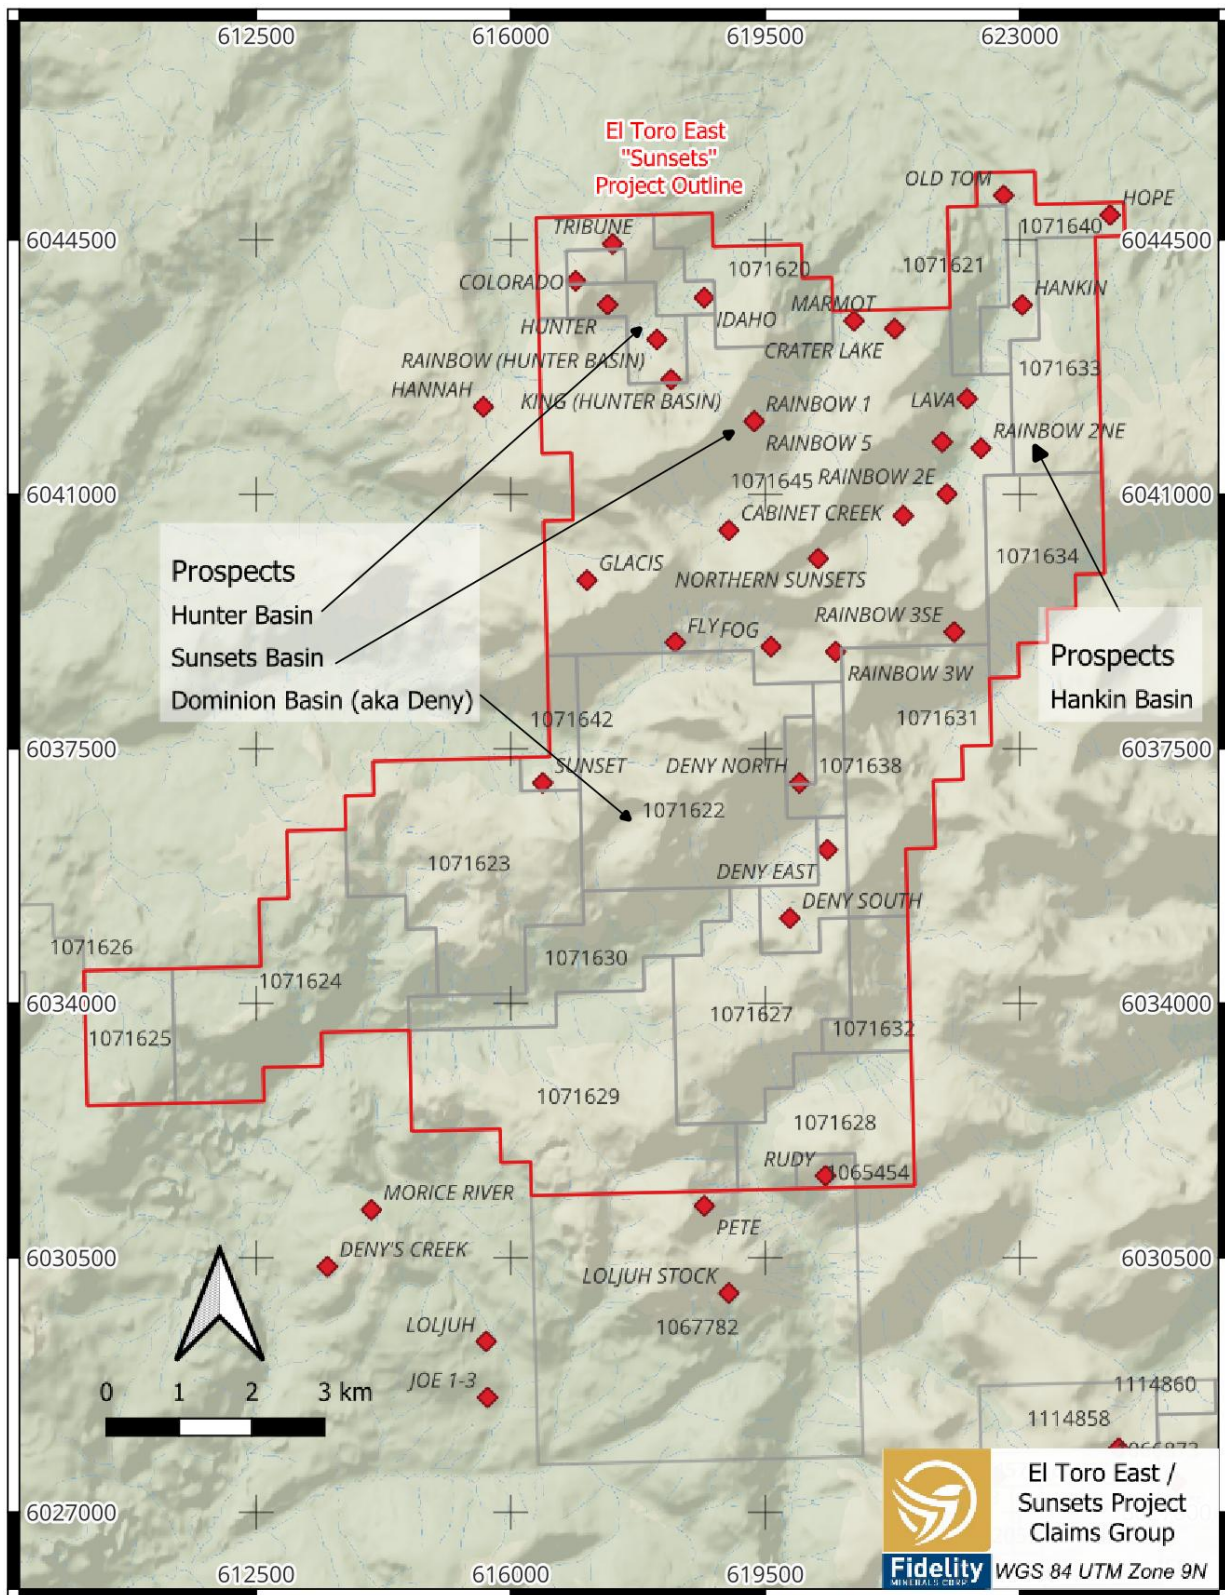 612500 616000 619500 623000
El Toro East
"Sunsets"
Project Outline
OLD TOM
HOPE
TRIBUNE
1071640
6044500
6044500
1071620
1071621
COLORADO
HANKIN
MARMOT
IDAHO
HUNTER
CRATER LAKE
RAINBOW (HUNTER BASIN)
1071633
HANNAH
KING (HUNTER BASIN)
RAINBOW 1
LAVA
RAINBOW 5
RAINBOW 2NE
1071645
RAINBOW 2E
6041000
6041000
CABINET CREEK
1071634
GLACIS
NORTHERN SUNSETS
Prospects
Hunter Basin
Sunsets Basin
Dominion Basin (aka Deny)
RAINBOW 3SE
FLY
FOG
RAINBOW 3W
Prospects
Hankin Basin
1071642
1071631
6037500
6037500
SUNSET
DENY NORTH
1071638
1071622
1071623
DENY EAST
DENY SOUTH
1071626
1071630
1071624
6034000
6034000
1071627
1071632
1071625
1071629
1071628
RUDY
1065454
MORICE RIVER
PETE
DENY'S CREEK
6030500
6030500
LOLJUH STOCK
LOLJUH
1067782
JOE 1-3
0 1 2 3 km
1114860
1114858
El Toro East /
Sunsets Project
Claims Group
6027000
Fidelity
MINERALS CORP
WGS 84 UTM Zone 9N
612500 616000 619500